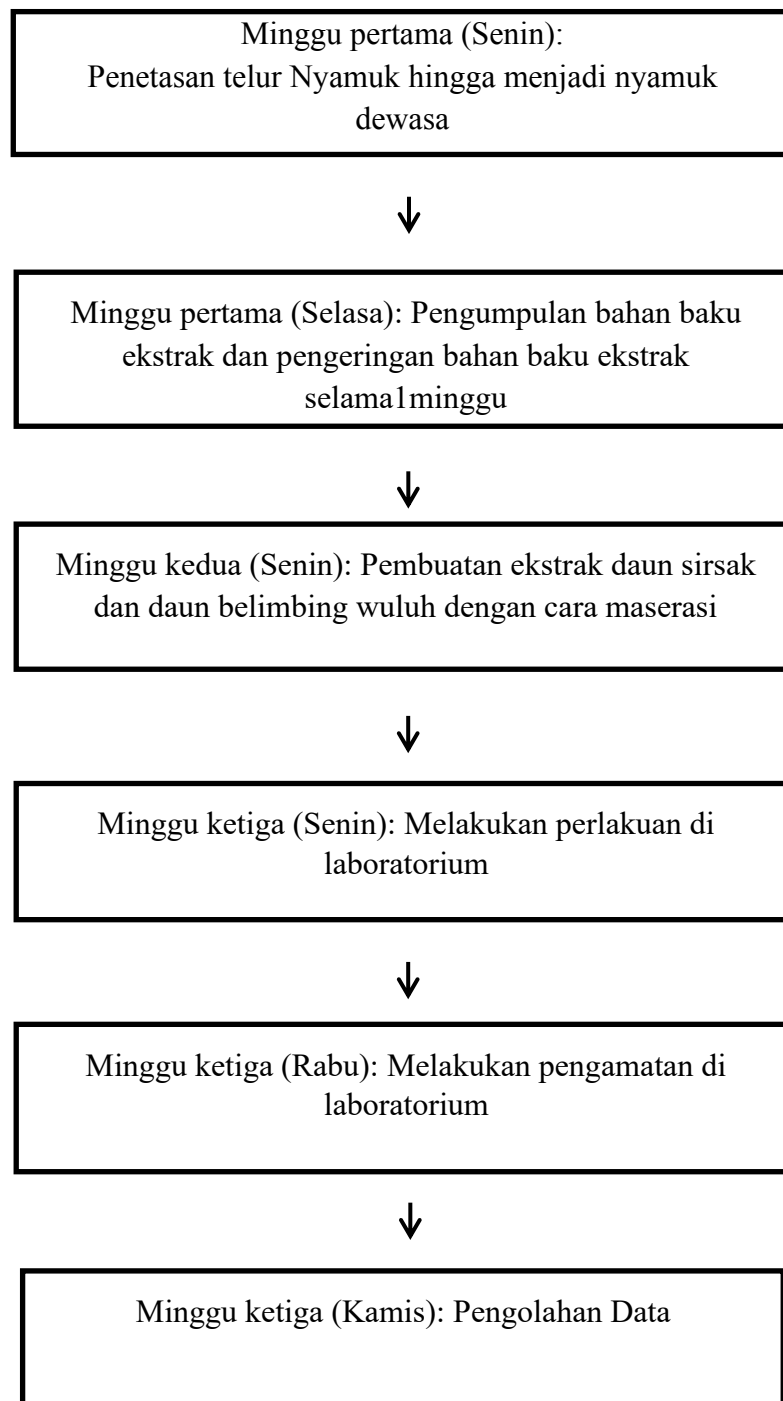 Minggu pertama (Senin):
Penetasan telur Nyamuk hingga menjadi nyamuk
dewasa
Minggu pertama (Selasa): Pengumpulan bahan baku
ekstrak dan pengeringan bahan baku ekstrak
selama1minggu
Minggu kedua (Senin): Pembuatan ekstrak daun sirsak
dan daun belimbing wuluh dengan cara maserasi
Minggu ketiga (Senin): Melakukan perlakuan di
laboratorium
Minggu ketiga (Rabu): Melakukan pengamatan di
laboratorium
Minggu ketiga (Kamis): Pengolahan Data